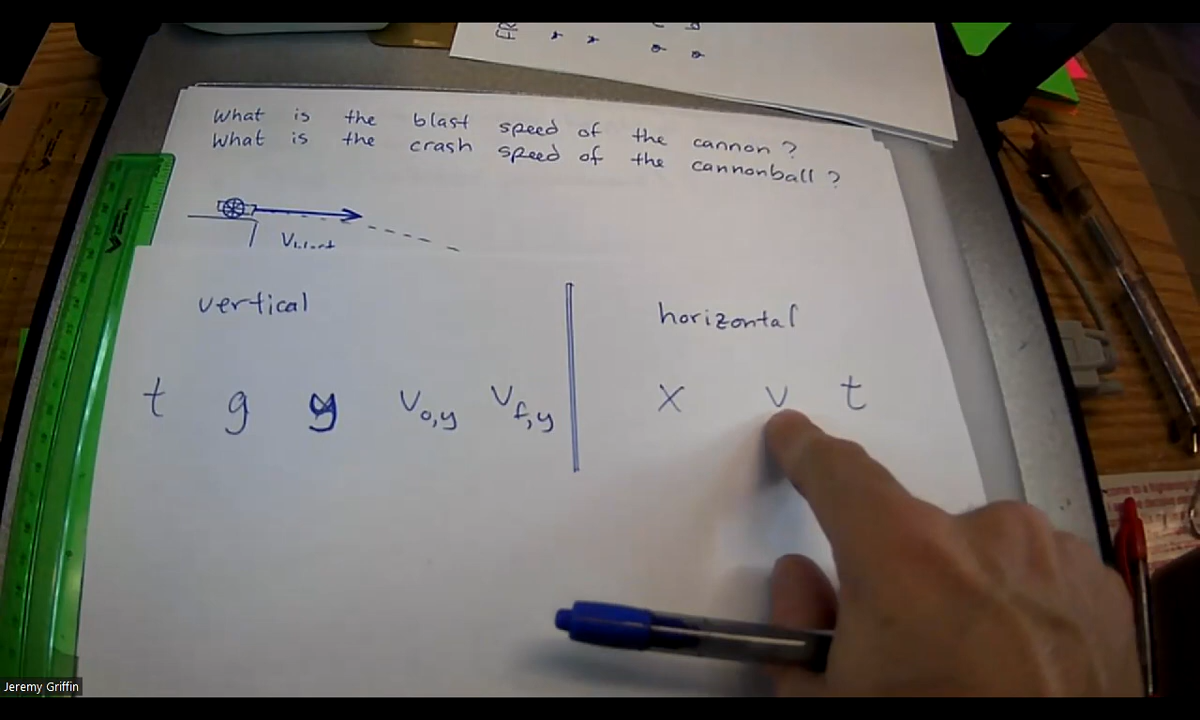 What is the blast speed of the cannon?
What is the crash speed of the cannonball?
vertical
horizontal
t g y v₀,y v f,y
x v t
Jeremy Griffin